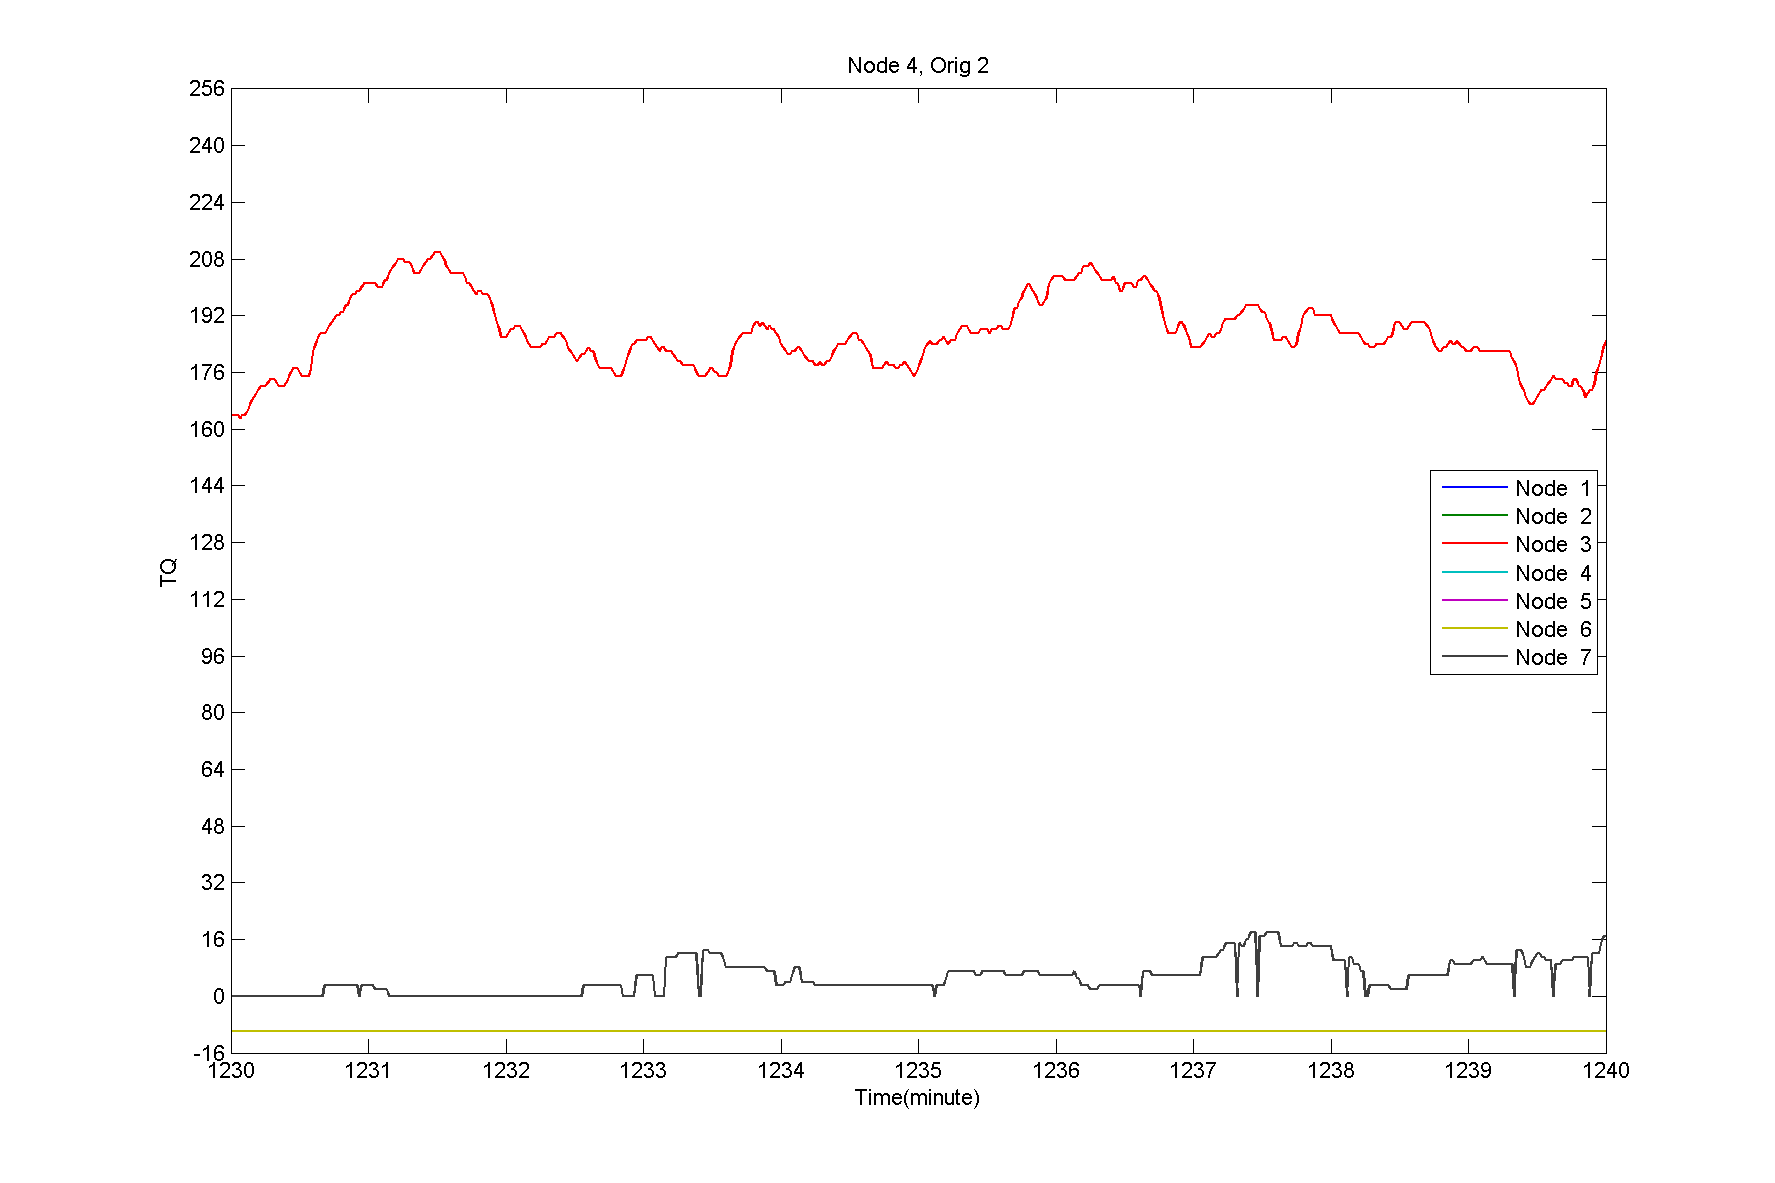 Node 4, Orig 2
256
240
224
208
192
176
160
144
128
112
96
80
64
48
32
16
0
-16
TQ
Node 1
Node 2
Node 3
Node 4
Node 5
Node 6
Node 7
1230 1231 1232 1233 1234 1235 1236 1237 1238 1239 1240
Time(minute)